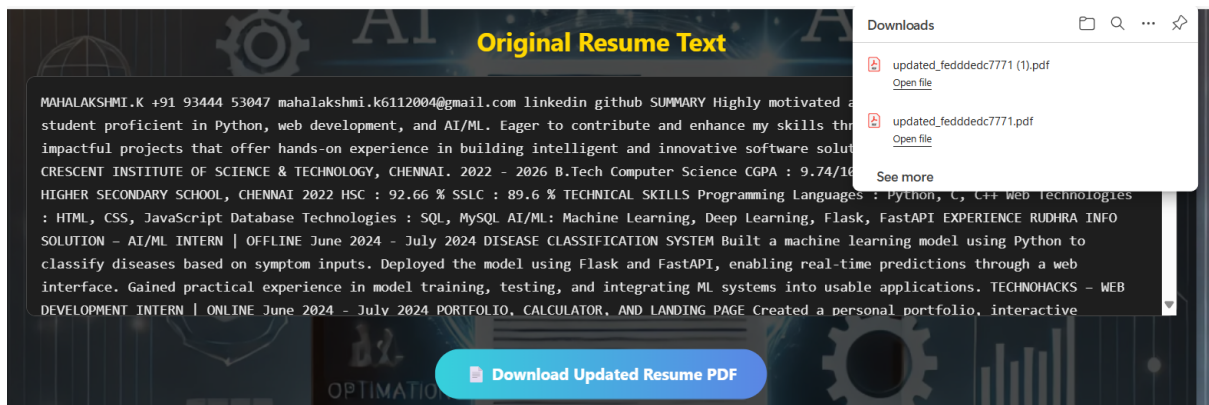 AI
AI
A
Original Resume Text
Downloads
updated_fedddedc7771 (1).pdf
Open file
updated_fedddedc7771.pdf
Open file
See more
MAHALAKSHMI.K +91 93444 53047 mahalakshmi.k6112004@gmail.com linkedin github SUMMARY Highly motivated
student proficient in Python, web development, and AI/ML. Eager to contribute and enhance my skills
impactful projects that offer hands-on experience in building intelligent and innovative software
CRESCENT INSTITUTE OF SCIENCE & TECHNOLOGY, CHENNAI. 2022 - 2026 B.Tech Computer Science CGPA : 9.74/10
HIGHER SECONDARY SCHOOL, CHENNAI 2022 HSC : 92.66 % SSLC : 89.6 % TECHNICAL SKILLS Programming Languages : Python, C, C++ Web Technologies
: HTML, CSS, JavaScript Database Technologies : SQL, MySQL AI/ML: Machine Learning, Deep Learning, Flask, FastAPI EXPERIENCE RUDHRA INFO
SOLUTION – AI/ML INTERN | OFFLINE June 2024 - July 2024 DISEASE CLASSIFICATION SYSTEM Built a machine learning model using Python to
classify diseases based on symptom inputs. Deployed the model using Flask and FastAPI, enabling real-time predictions through a web
interface. Gained practical experience in model training, testing, and integrating ML systems into usable applications. TECHNOHACKS – WEB
DEVELOPMENT INTERN | ONLINE June 2024 - July 2024 PORTFOLIO, CALCULATOR, AND LANDING PAGE Created a personal portfolio, interactive
Download Updated Resume PDF
OPTIMATIO